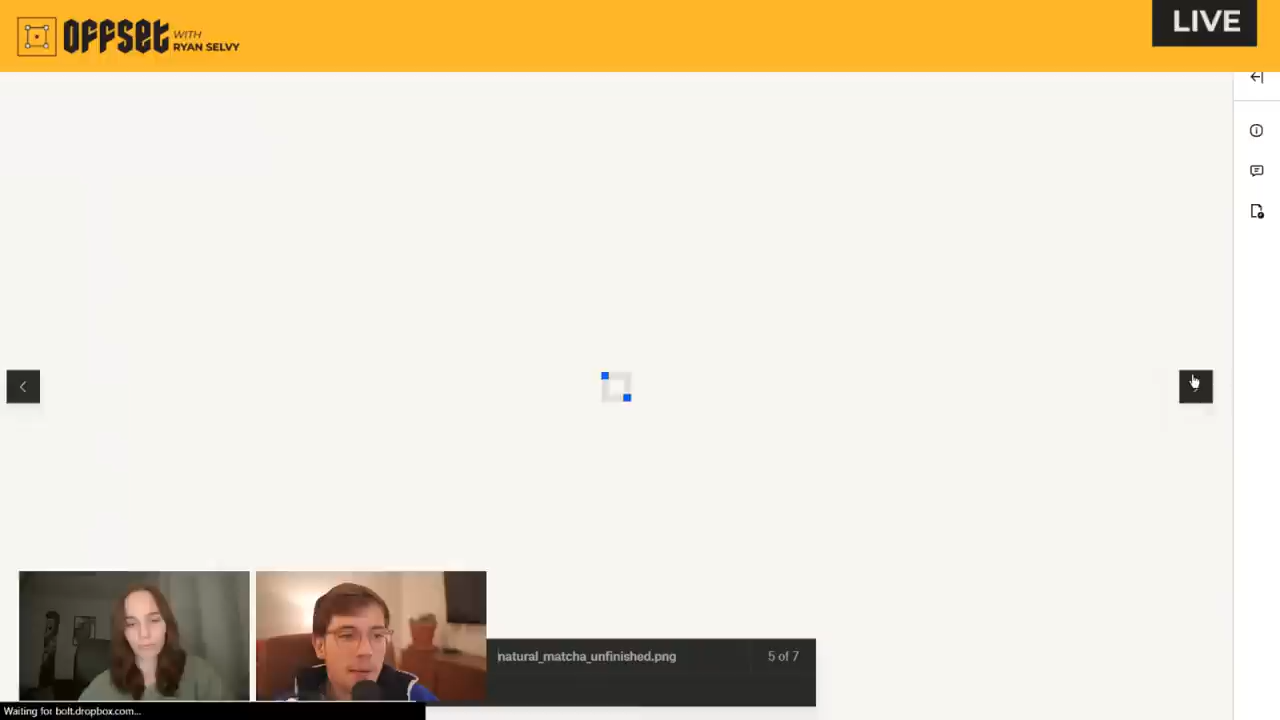 OFFSET
WITH
RYAN SELVY
LIVE
natural_matcha_unfinished.png
5 of 7
Waiting for bolt.dropbox.com...